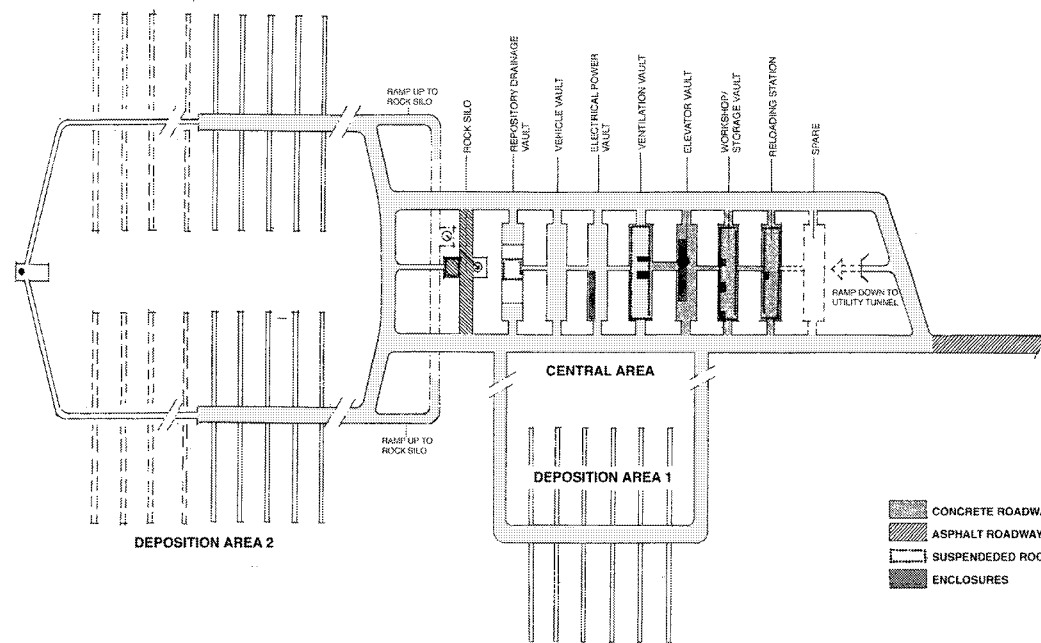 RAMP UP TO
ROCK SILO
ROCK SILO
REPOSITORY DRAINAGE
VAULT
VEHICLE VAULT
ELECTRICAL POWER
VAULT
VENTILATION VAULT
ELEVATOR VAULT
WORKSHOP/
STORAGE VAULT
RELOADING STATION
SPARE
RAMP DOWN TO
UTILITY TUNNEL
CENTRAL AREA
RAMP UP TO
ROCK SILO
DEPOSITION AREA 1
DEPOSITION AREA 2
CONCRETE ROADWA
ASPHALT ROADWAY
SUSPENDEDED ROO
ENCLOSURES